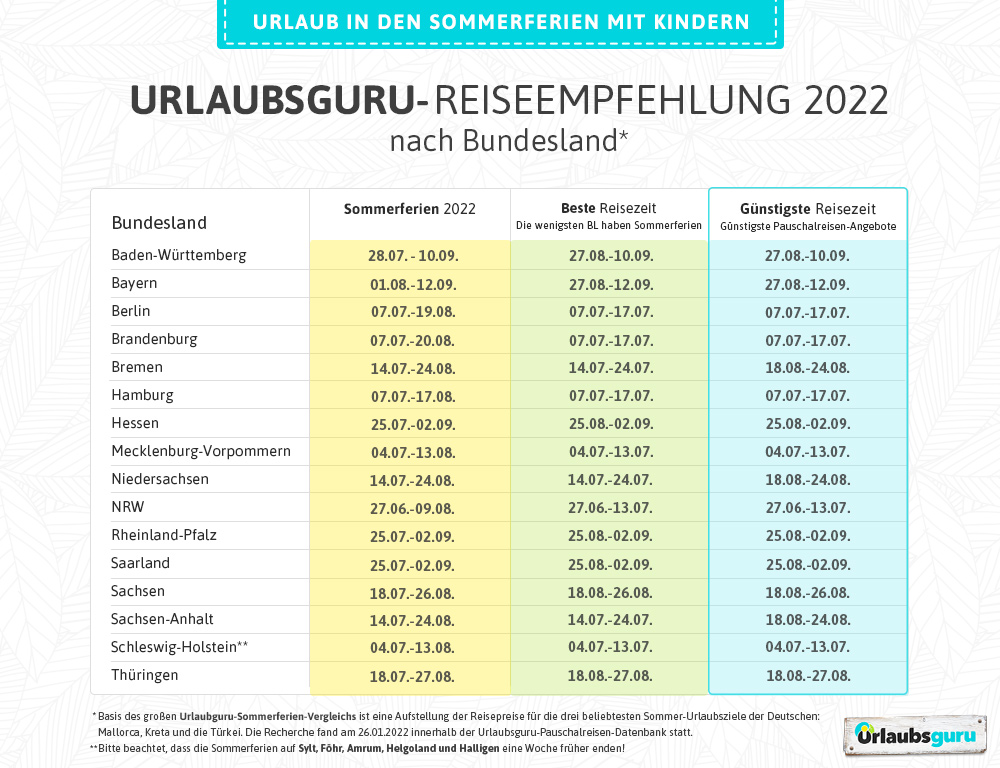 URLAUB IN DEN SOMMERFERIEN MIT KINDERN
URLAUBSGURU-REISEEMPFEHLUNG 2022
nach Bundesland*
Bundesland Sommerferien 2022 Beste Reisezeit Günstigste Reisezeit
Die wenigsten BL haben Sommerferien Günstigste Pauschalreisen-Angebote
Baden-Württemberg 28.07. - 10.09. 27.08.-10.09. 27.08.-10.09.
Bayern 01.08.-12.09. 27.08.-12.09. 27.08.-12.09.
Berlin 07.07.-19.08. 07.07.-17.07. 07.07.-17.07.
Brandenburg 07.07.-20.08. 07.07.-17.07. 07.07.-17.07.
Bremen 14.07.-24.08. 14.07.-24.07. 18.08.-24.08.
Hamburg 07.07.-17.08. 07.07.-17.07. 07.07.-17.07.
Hessen 25.07.-02.09. 25.08.-02.09. 25.08.-02.09.
Mecklenburg-Vorpommern 04.07.-13.08. 04.07.-13.07. 04.07.-13.07.
Niedersachsen 14.07.-24.08. 14.07.-24.07. 18.08.-24.08.
NRW 27.06.-09.08. 27.06.-13.07. 27.06.-13.07.
Rheinland-Pfalz 25.07.-02.09. 25.08.-02.09. 25.08.-02.09.
Saarland 25.07.-02.09. 25.08.-02.09. 25.08.-02.09.
Sachsen 18.07.-26.08. 18.08.-26.08. 18.08.-26.08.
Sachsen-Anhalt 14.07.-24.08. 14.07.-24.07. 18.08.-24.08.
Schleswig-Holstein** 04.07.-13.08. 04.07.-13.07. 04.07.-13.07.
Thüringen 18.07.-27.08. 18.08.-27.08. 18.08.-27.08.
* Basis des großen Urlaubguru-Sommerferien-Vergleichs ist eine Aufstellung der Reisepreise für die drei beliebtesten Sommer-Urlaubsziele der Deutschen:
Mallorca, Kreta und die Türkei. Die Recherche fand am 26.01.2022 innerhalb der Urlaubsguru-Pauschalreisen-Datenbank statt.
**Bitte beachtet, dass die Somerferien auf Sylt, Föhr, Amrum, Helgoland und Halligen eine Woche früher enden!
Urlaubsguru